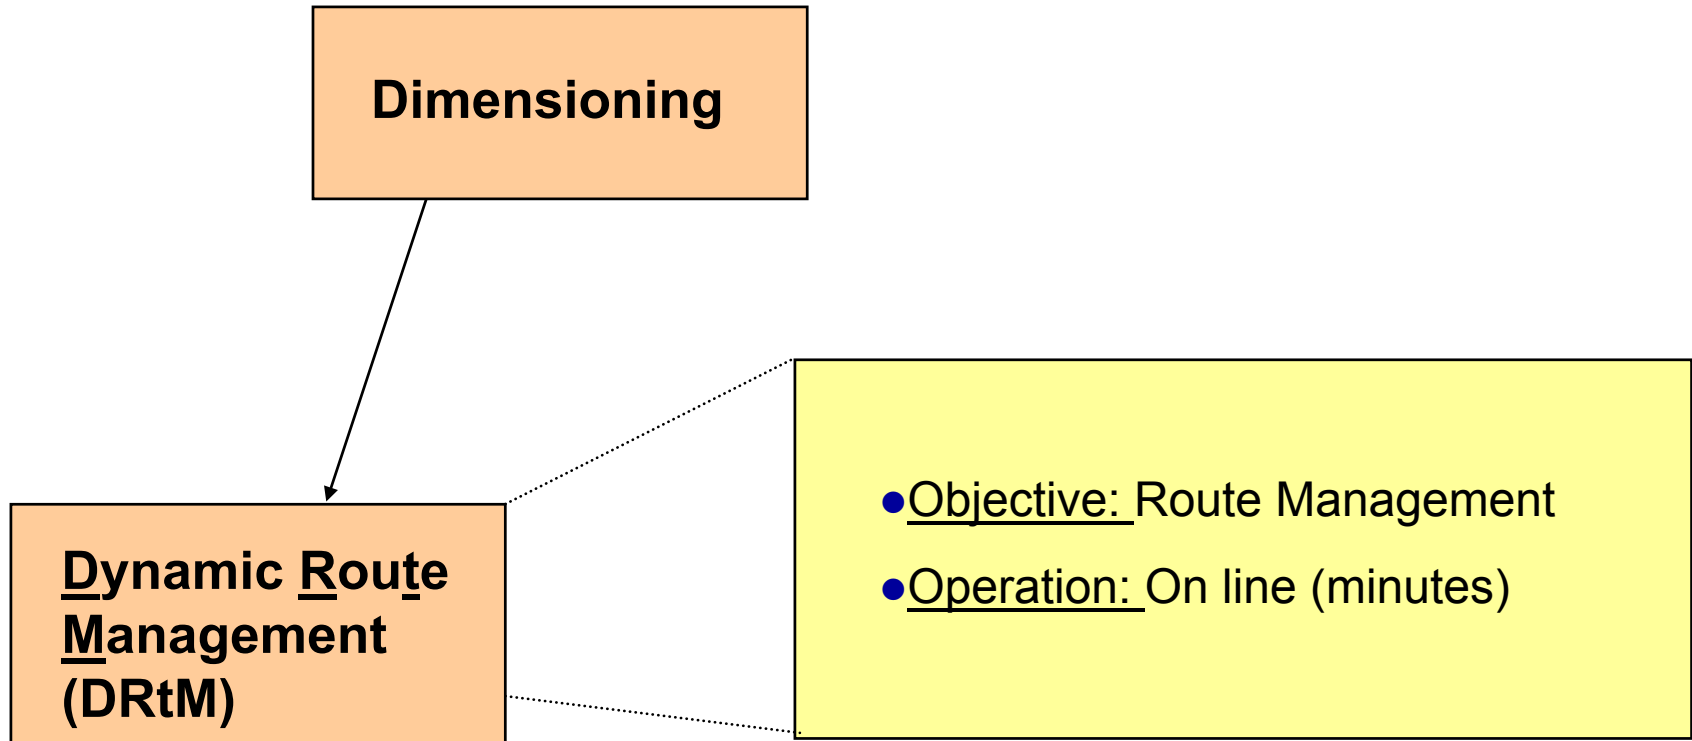 Dimensioning
Dynamic Route
Management
(DRtM)
●Objective: Route Management
●Operation: On line (minutes)